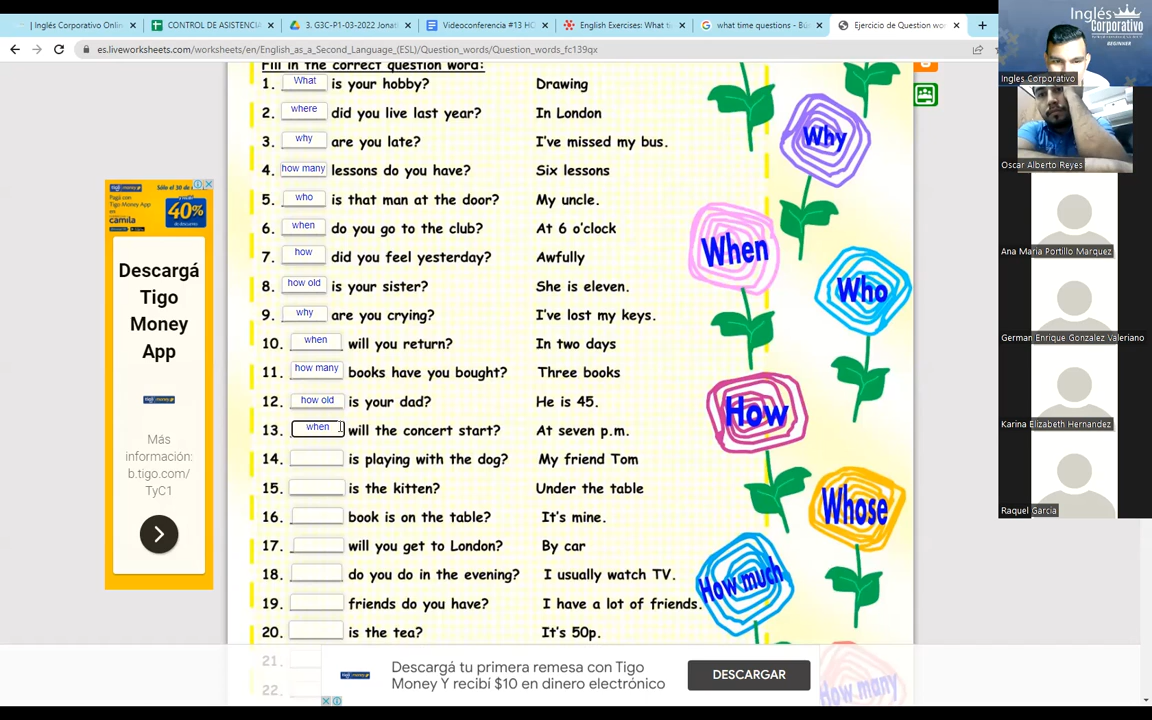 Inglés Corporativo Online
CONTROL DE ASISTENCIA
3. G3C-P1-03-2022 Jonat
Videoconferencia #13 HO
English Exercises: What ti
what time questions - Bús
Ejercicio de Question wor
es.liveworksheets.com/worksheets/en/English_as_a_Second_Language_(ESL)/Question_words/Question_words_fc139qx
Fill in the correct question word:
1. What is your hobby? Drawing
2. where did you live last year? In London
3. why are you late? I've missed my bus.
4. how many lessons do you have? Six lessons
5. who is that man at the door? My uncle.
6. when do you go to the club? At 6 o'clock
7. how did you feel yesterday? Awfully
8. how old is your sister? She is eleven.
9. why are you crying? I've lost my keys.
10. when will you return? In two days
11. how many books have you bought? Three books
12. how old is your dad? He is 45.
13. when will the concert start? At seven p.m.
14. is playing with the dog? My friend Tom
15. is the kitten? Under the table
16. book is on the table? It's mine.
17. will you get to London? By car
18. do you do in the evening? I usually watch TV.
19. friends do you have? I have a lot of friends.
20. is the tea? It's 50p.
21.
22.
Why
When
Who
How
Whose
How much
How many
40%
camila
Descargá
Tigo
Money
App
Más
información:
b.tigo.com/
TyC1
Descargá tu primera remesa con Tigo
Money Y recibí $10 en dinero electrónico
DESCARGAR
Inglés
Corporativo
BEGINNER
Ingles Corporativo
Oscar Alberto Reyes
Ana Maria Portillo Marquez
German Enrique Gonzalez Valeriano
Karina Elizabeth Hernandez
Raquel Garcia